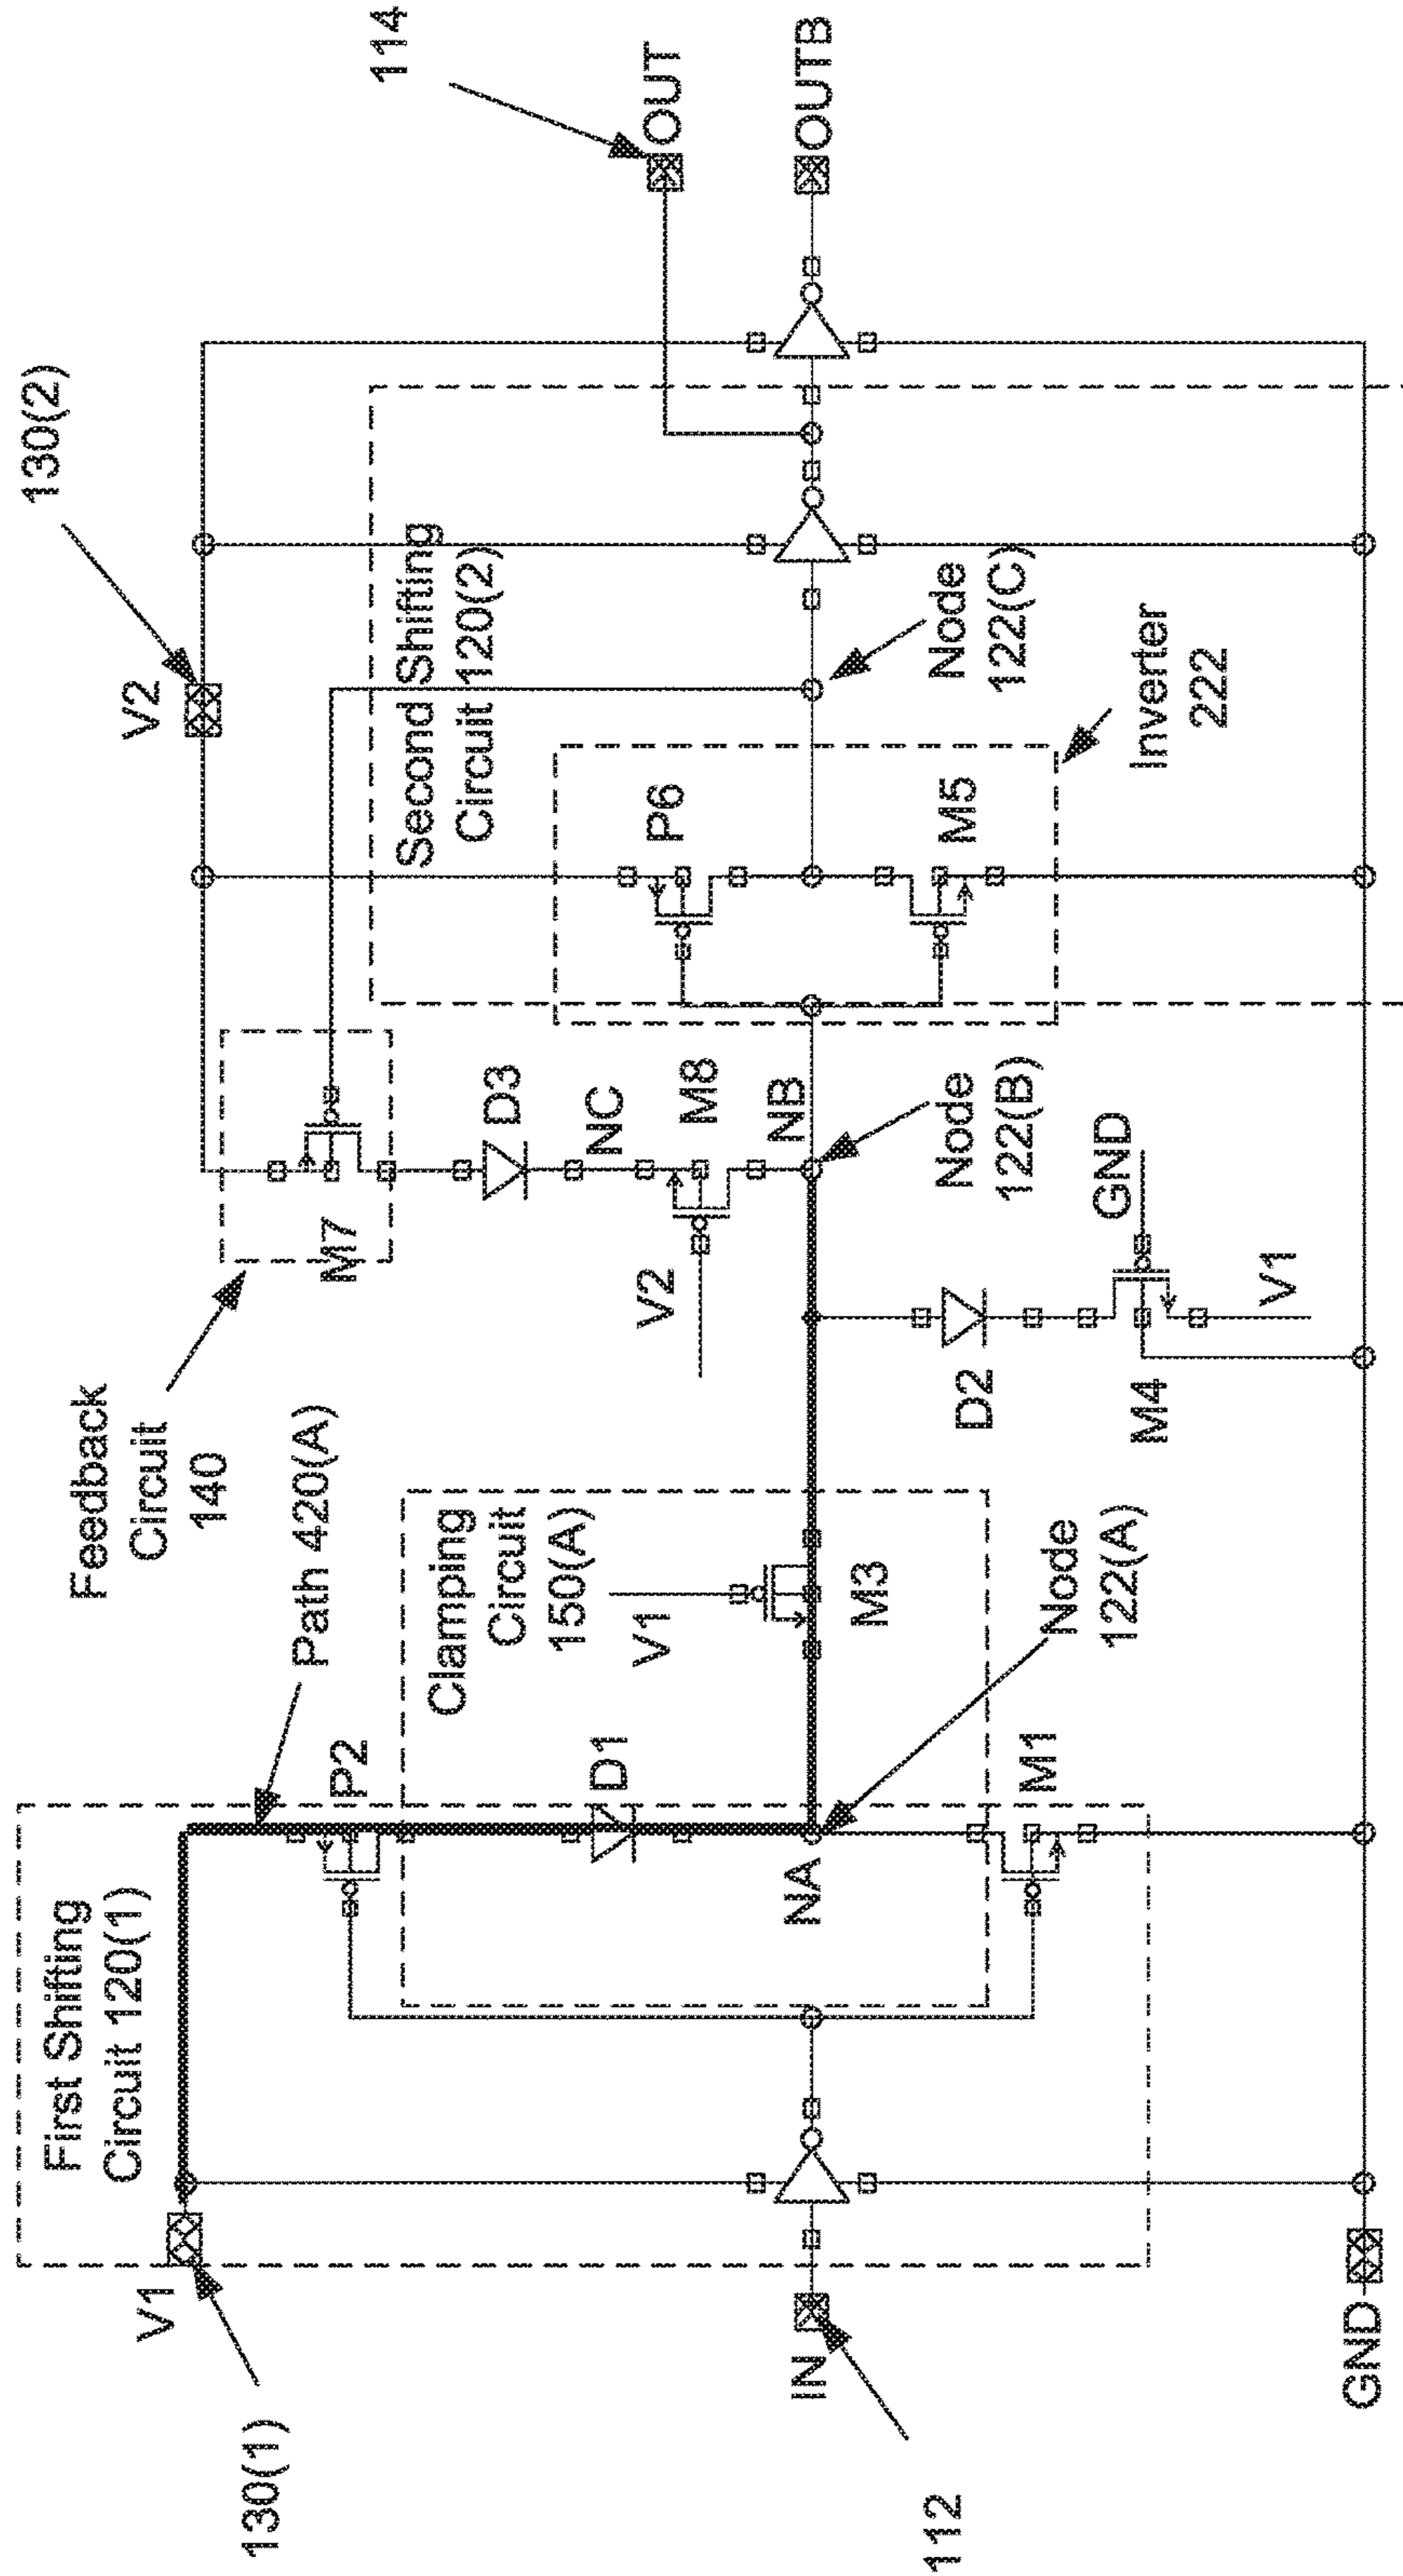 114
OUT
OUTB
130(2)
V2
Second Shifting
Circuit 120(2)
Node
122(C)
Inverter
222
P6
M5
Feedback
Circuit
140
M7
D3
NC
M8
V2
NB
Node
122(B)
GND
V1
D2
M4
Path 420(A)
Clamping
Circuit
150(A)
V1
M3
Node
122(A)
First Shifting
Circuit 120(1)
P2
D1
NA
M1
V1
130(1)
IN
112
GND